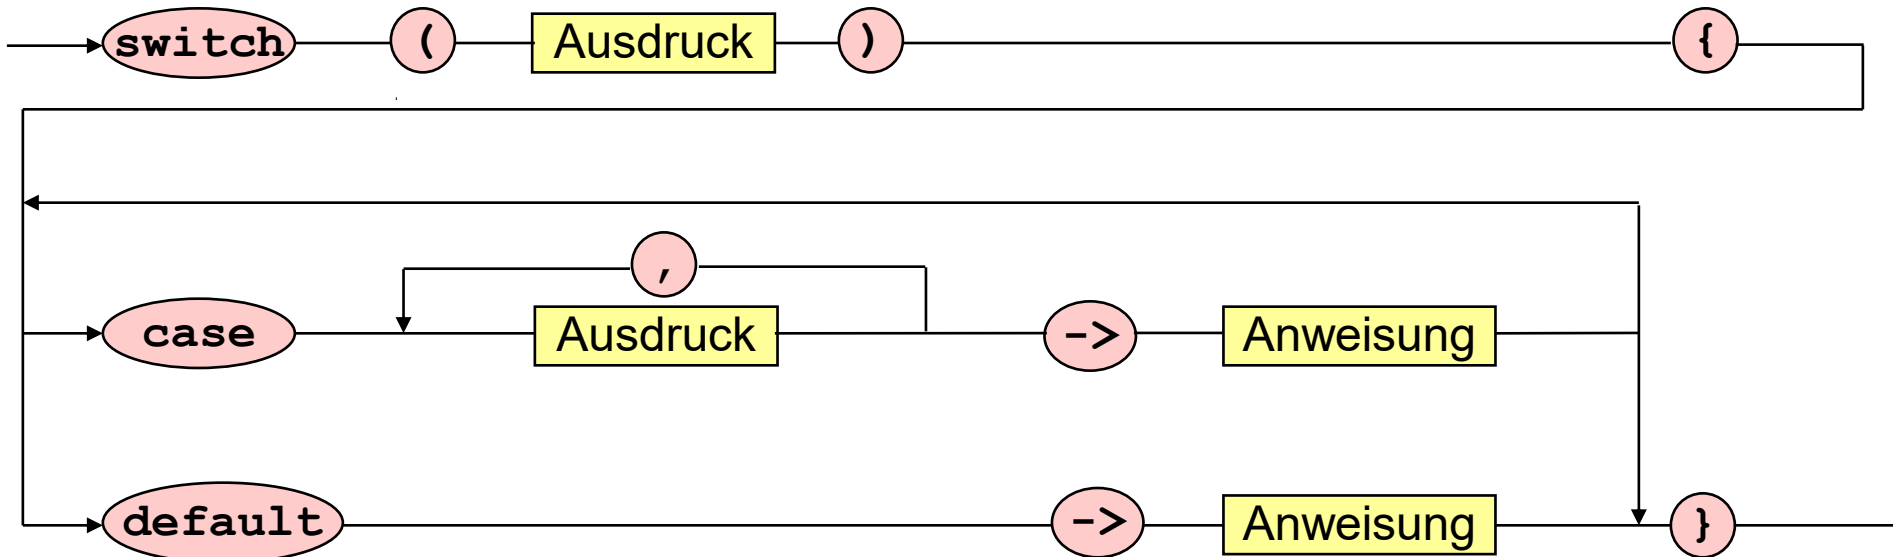 switch ( Ausdruck ) {
,
case Ausdruck -> Anweisung
default -> Anweisung }